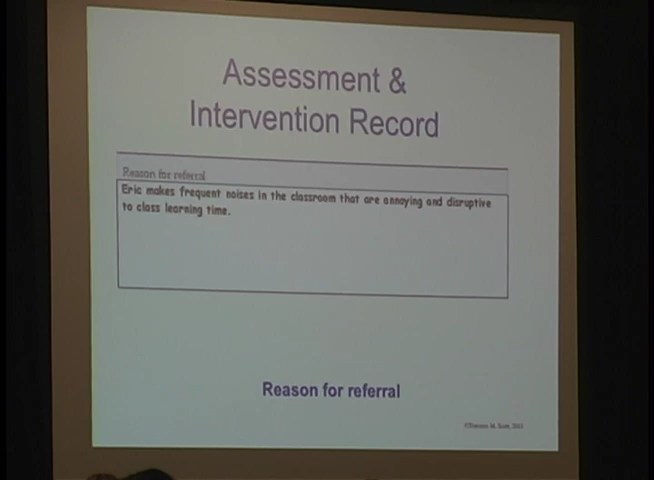 Assessment &
Intervention Record
Reason for referral
Eric makes frequent noises in the classroom that are annoying and disruptive
to class learning time.
Reason for referral